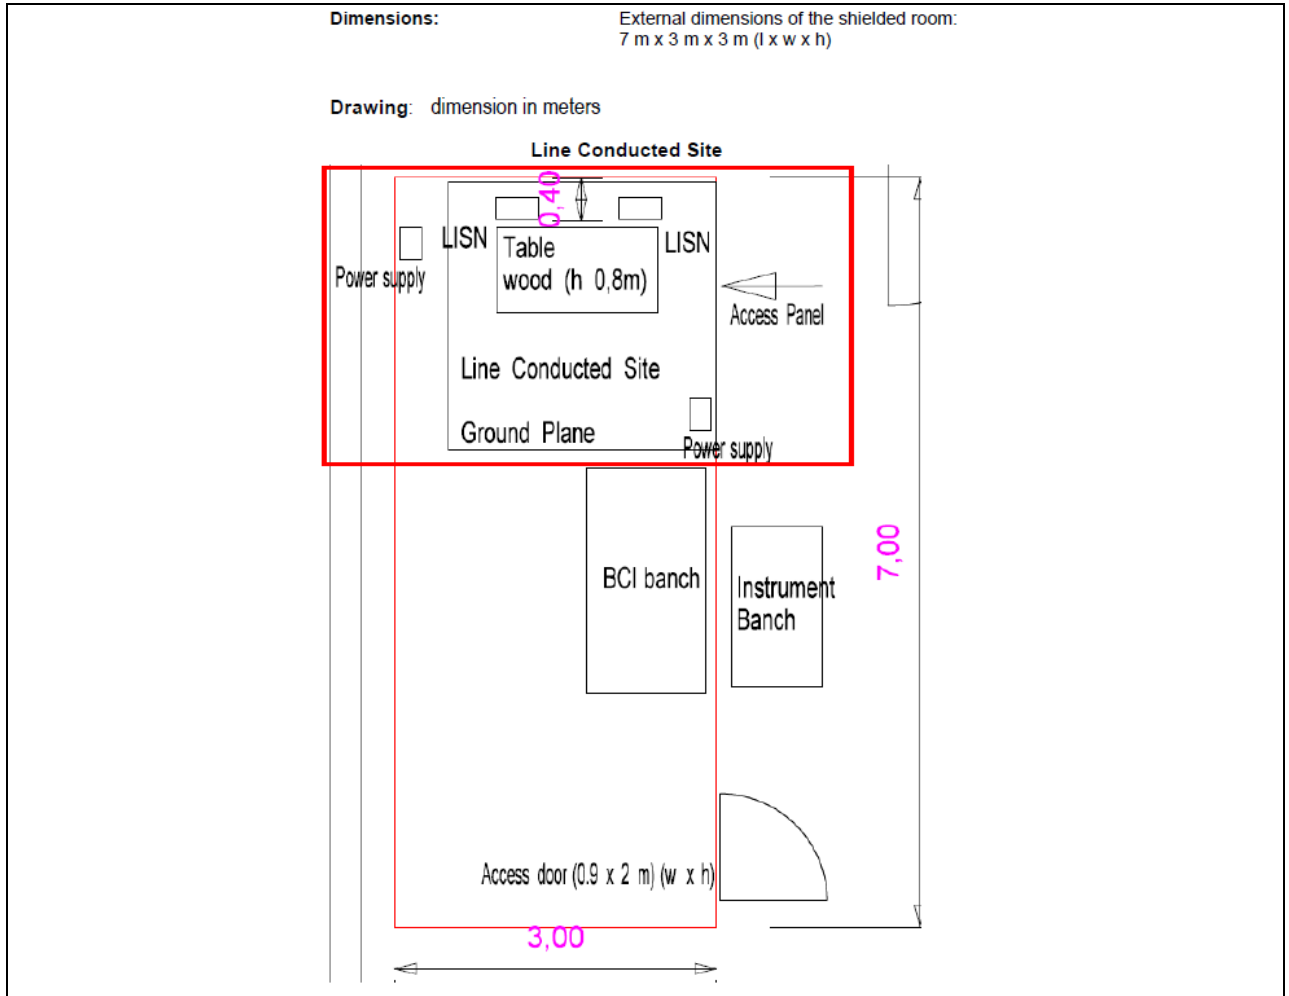 Dimensions: External dimensions of the shielded room:
7 m x 3 m x 3 m (l x w x h)
Drawing: dimension in meters
Line Conducted Site
0,40
LISN
LISN
Table
wood (h 0,8m)
Power supply
Access Panel
Line Conducted Site
Ground Plane
Power supply
7,00
BCI banch
Instrument
Banch
Access door (0.9 x 2 m) (w x h)
3,00